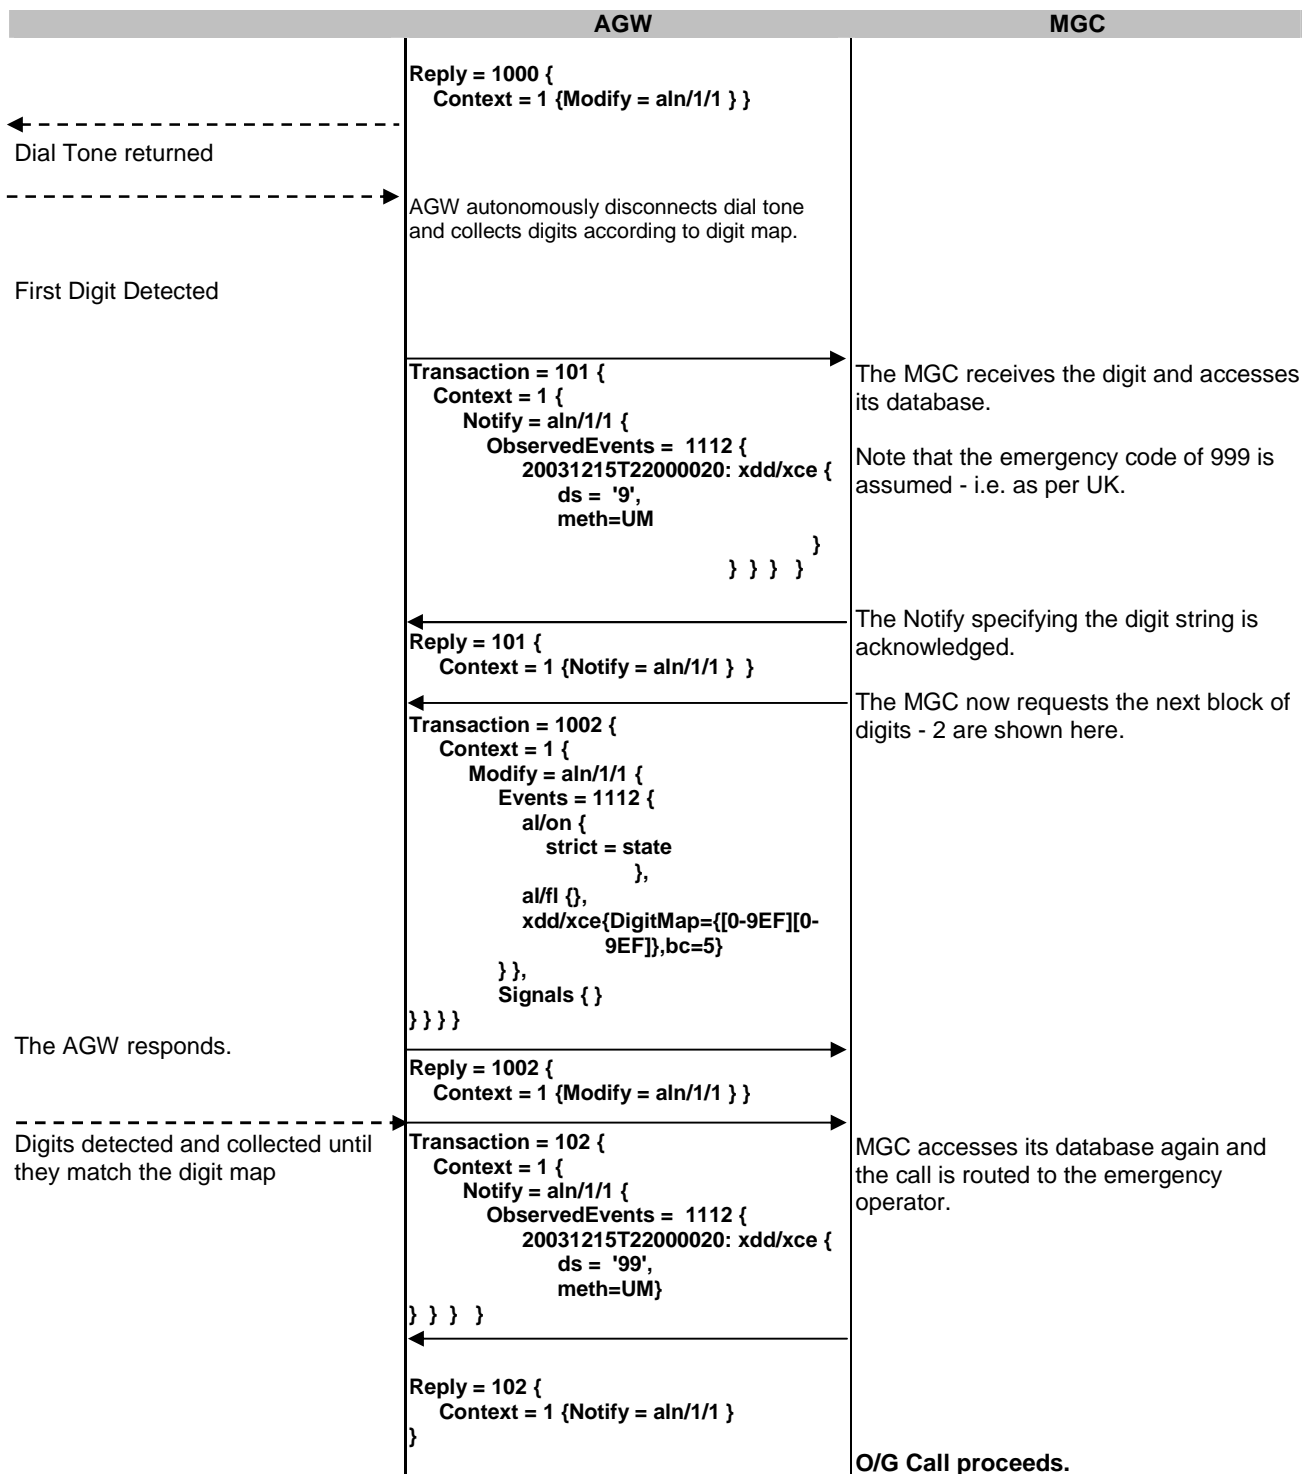 AGW MGC
Reply = 1000 {
Context = 1 {Modify = aln/1/1 } }
Dial Tone returned
AGW autonomously disconnects dial tone
and collects digits according to digit map.
First Digit Detected
Transaction = 101 {
Context = 1 {
Notify = aln/1/1 {
ObservedEvents = 1112 {
20031215T22000020: xdd/xce {
ds = '9',
meth=UM
}
} } } }
The MGC receives the digit and accesses
its database.
Note that the emergency code of 999 is
assumed - i.e. as per UK.
Reply = 101 {
Context = 1 {Notify = aln/1/1 } }
The Notify specifying the digit string is
acknowledged.
Transaction = 1002 {
Context = 1 {
Modify = aln/1/1 {
Events = 1112 {
al/on {
strict = state
},
al/fl {},
xdd/xce{DigitMap={[0-9EF][0-
9EF]},bc=5}
} },
Signals { }
} } } }
The MGC now requests the next block of
digits - 2 are shown here.
The AGW responds.
Reply = 1002 {
Context = 1 {Modify = aln/1/1 } }
Digits detected and collected until
they match the digit map
Transaction = 102 {
Context = 1 {
Notify = aln/1/1 {
ObservedEvents = 1112 {
20031215T22000020: xdd/xce {
ds = '99',
meth=UM}
} } } }
MGC accesses its database again and
the call is routed to the emergency
operator.
Reply = 102 {
Context = 1 {Notify = aln/1/1 }
}
O/G Call proceeds.